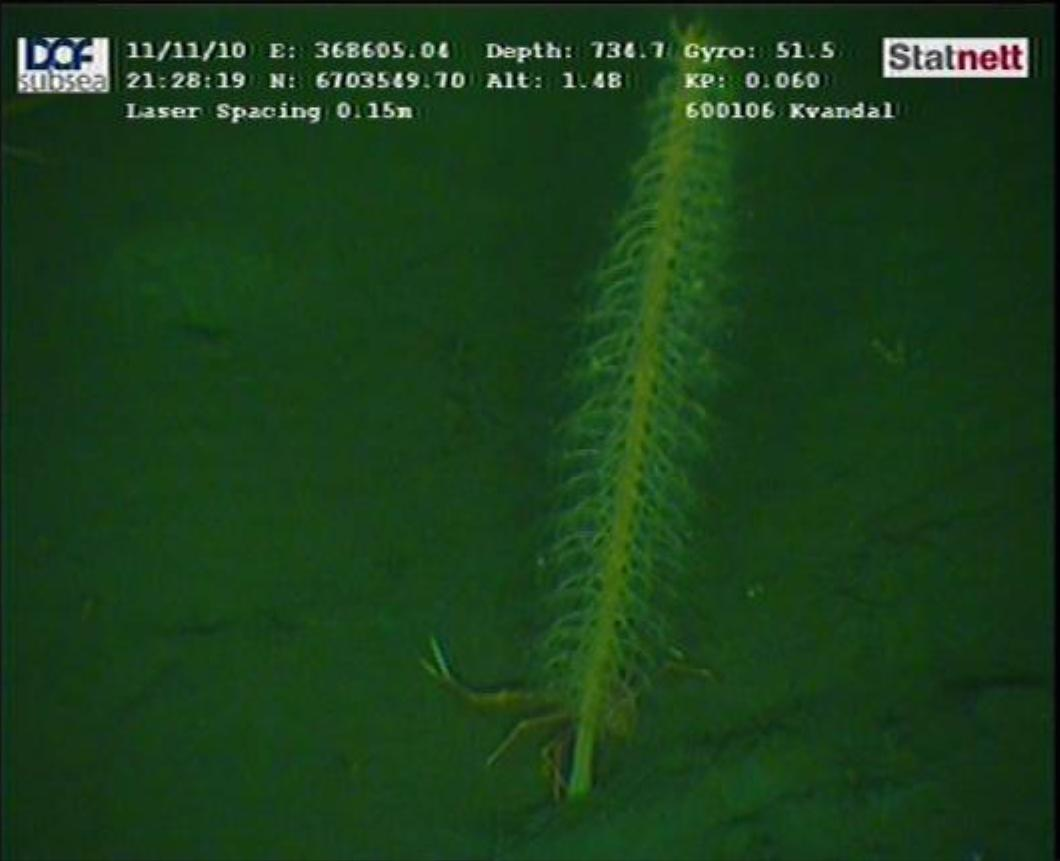 DOF subsea
11/11/10 E: 368605.04 Depth: 734.7 Gyro: 51.5
21:28:19 N: 6703549.70 Alt: 1.48 KP: 0.060
Laser Spacing 0.15m 600106 Kvandal
Statnett